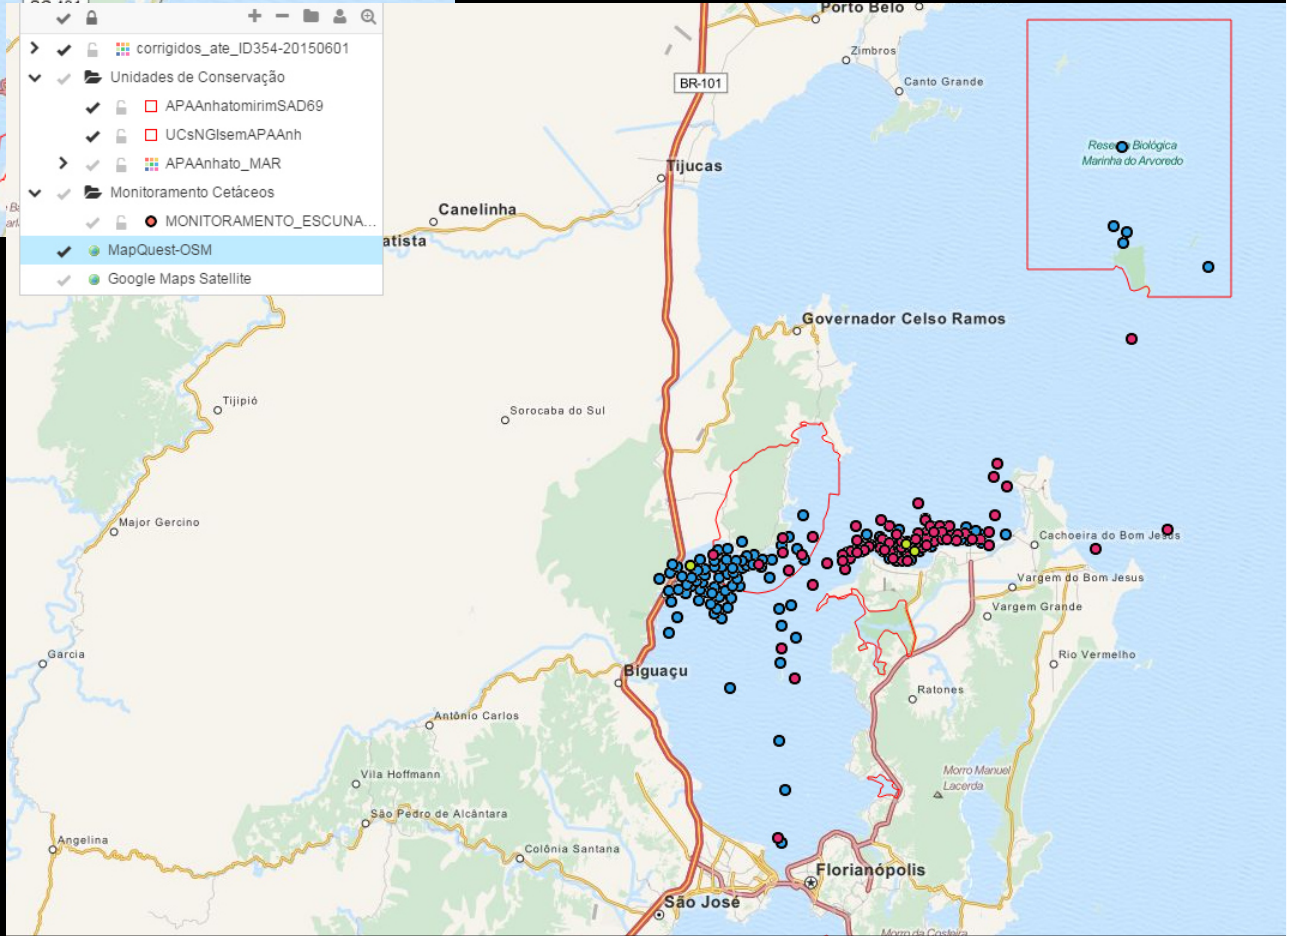 corrigidos_ate_ID354-20150601
Unidades de Conservação
APAAnhatomirimSAD69
UCsNGIsemAPAAnh
APAAnhato_MAR
Monitoramento Cetáceos
MONITORAMENTO_ESCUNA...
MapQuest-OSM
Google Maps Satellite
Porto Belo
Zimbros
Canto Grande
BR-101
Biológica
Marinha do Arvoredo
Tijucas
Canelinha
atista
Governador Celso Ramos
Tijipió
Sorocaba do Sul
Major Gercino
Cachoeira do Bom Jesus
Vargem do Bom Jesus
Vargem Grande
Garcia
Rio Vermelho
Biguaçu
Ratones
Antônio Carlos
Vila Hoffmann
Morro Manuel
Lacerda
São Pedro de Alcântara
Angelina
Colônia Santana
Florianópolis
São José
Morro da Costeira